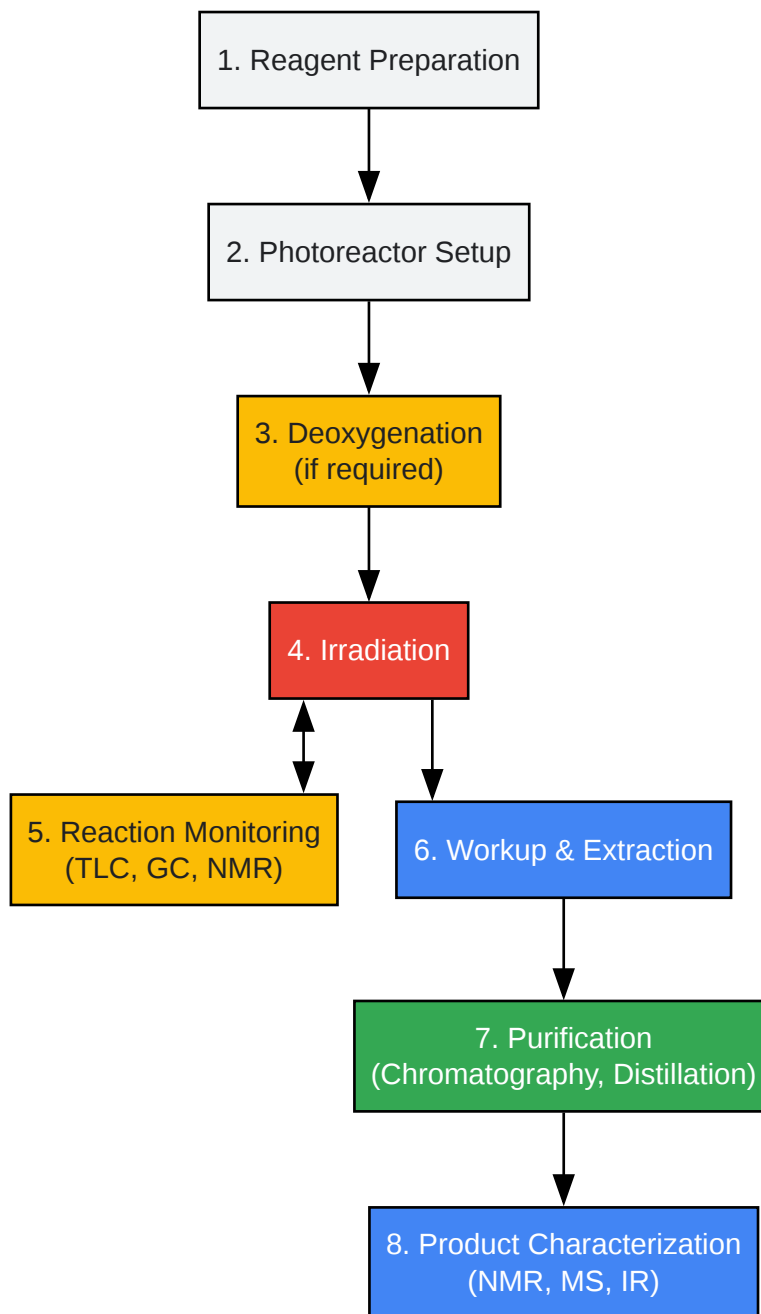 1. Reagent Preparation
2. Photoreactor Setup
3. Deoxygenation
(if required)
4. Irradiation
5. Reaction Monitoring
(TLC, GC, NMR)
6. Workup & Extraction
7. Purification
(Chromatography, Distillation)
8. Product Characterization
(NMR, MS, IR)